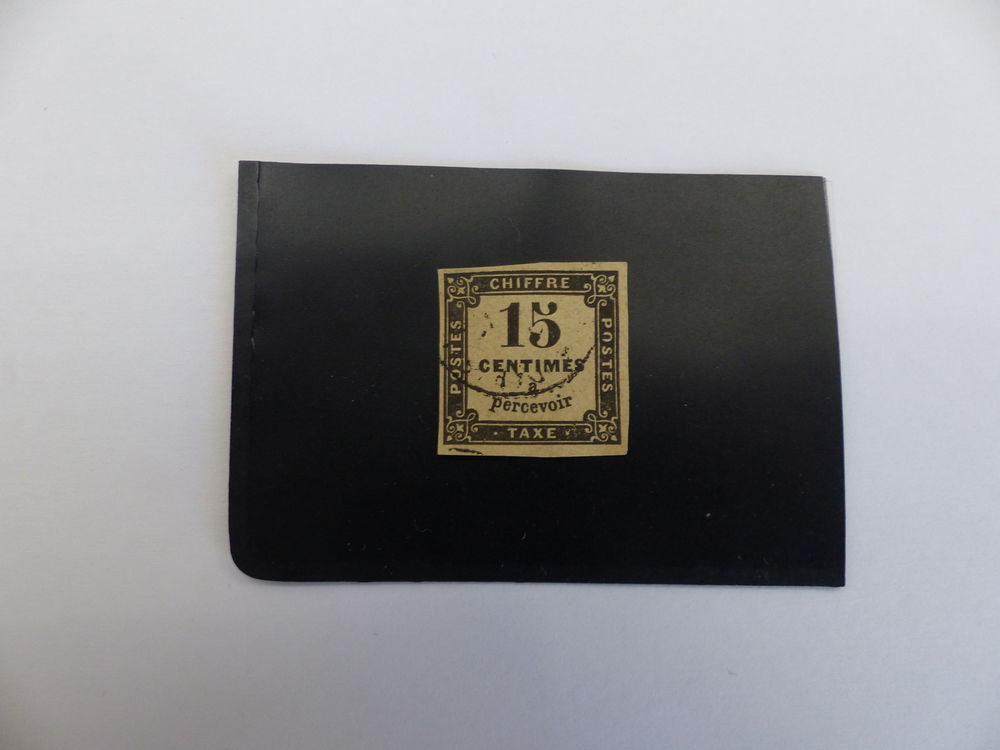 CHIFFRE
POSTES
15
CENTIMES
à
percevoir
POSTES
TAXE